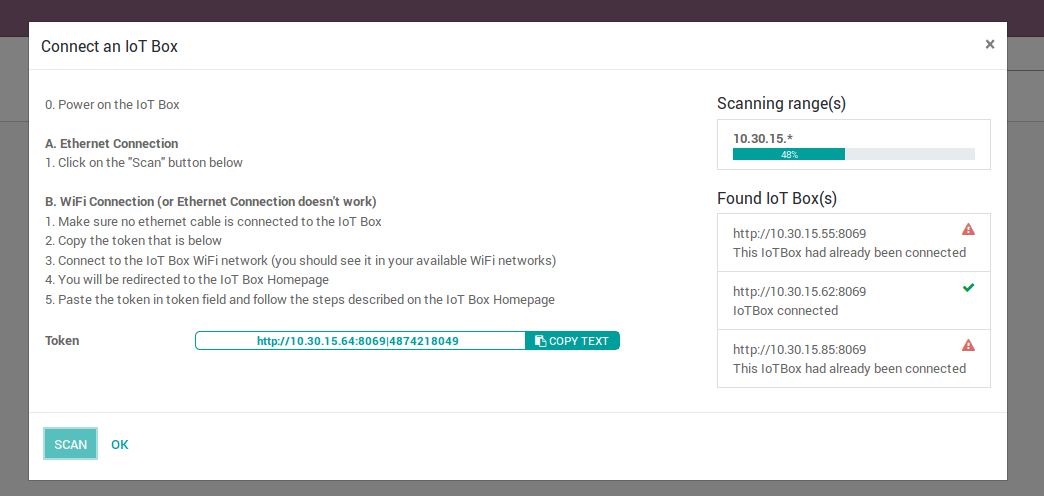 Connect an IoT Box
×
0. Power on the IoT Box
A. Ethernet Connection
1. Click on the "Scan" button below
B. WiFi Connection (or Ethernet Connection doesn't work)
1. Make sure no ethernet cable is connected to the IoT Box
2. Copy the token that is below
3. Connect to the IoT Box WiFi network (you should see it in your available WiFi networks)
4. You will be redirected to the IoT Box Homepage
5. Paste the token in token field and follow the steps described on the IoT Box Homepage
Token
http://10.30.15.64:8069|4874218049
COPY TEXT
Scanning range(s)
10.30.15.*
48%
Found IoT Box(s)
http://10.30.15.55:8069
This IoTBox had already been connected
http://10.30.15.62:8069
IoTBox connected
http://10.30.15.85:8069
This IoTBox had already been connected
SCAN
OK